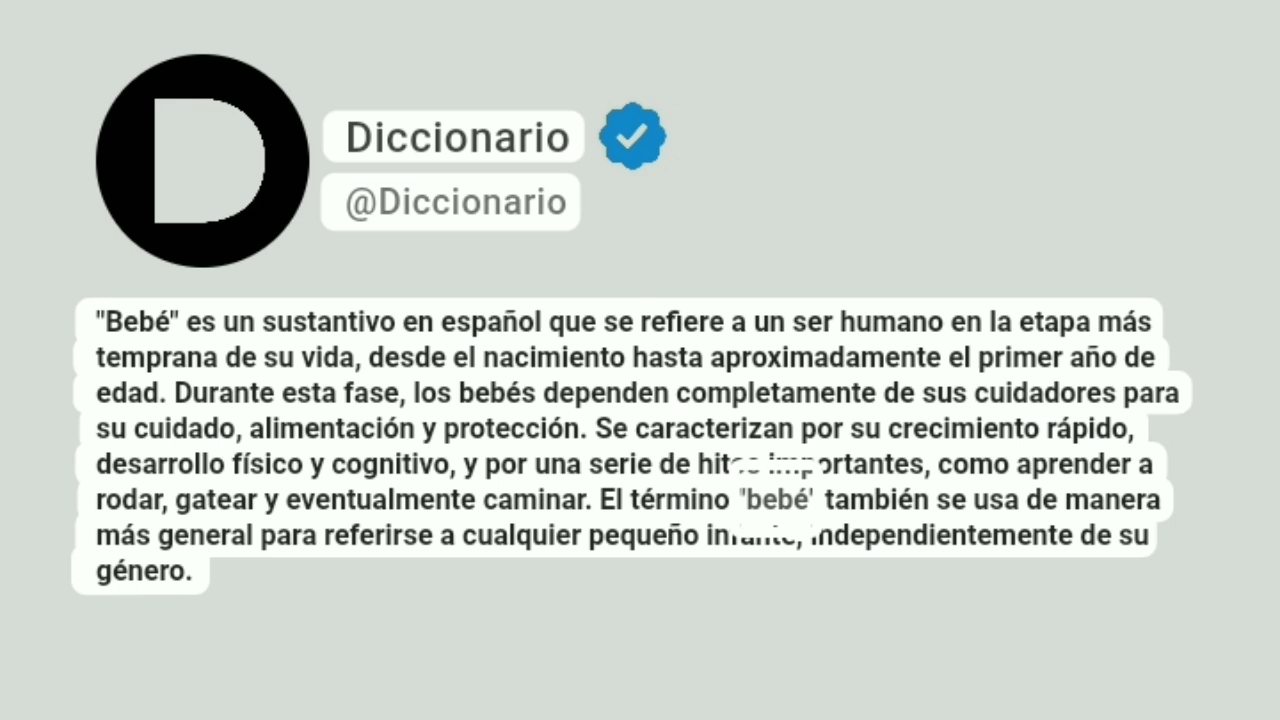 D
Diccionario
@Diccionario
"Bebé" es un sustantivo en español que se refiere a un ser humano en la etapa más
temprana de su vida, desde el nacimiento hasta aproximadamente el primer año de
edad. Durante esta fase, los bebés dependen completamente de sus cuidadores para
su cuidado, alimentación y protección. Se caracterizan por su crecimiento rápido,
desarrollo físico y cognitivo, y por una serie de hitos importantes, como aprender a
rodar, gatear y eventualmente caminar. El término 'bebé' también se usa de manera
más general para referirse a cualquier pequeño infante, independientemente de su
género.